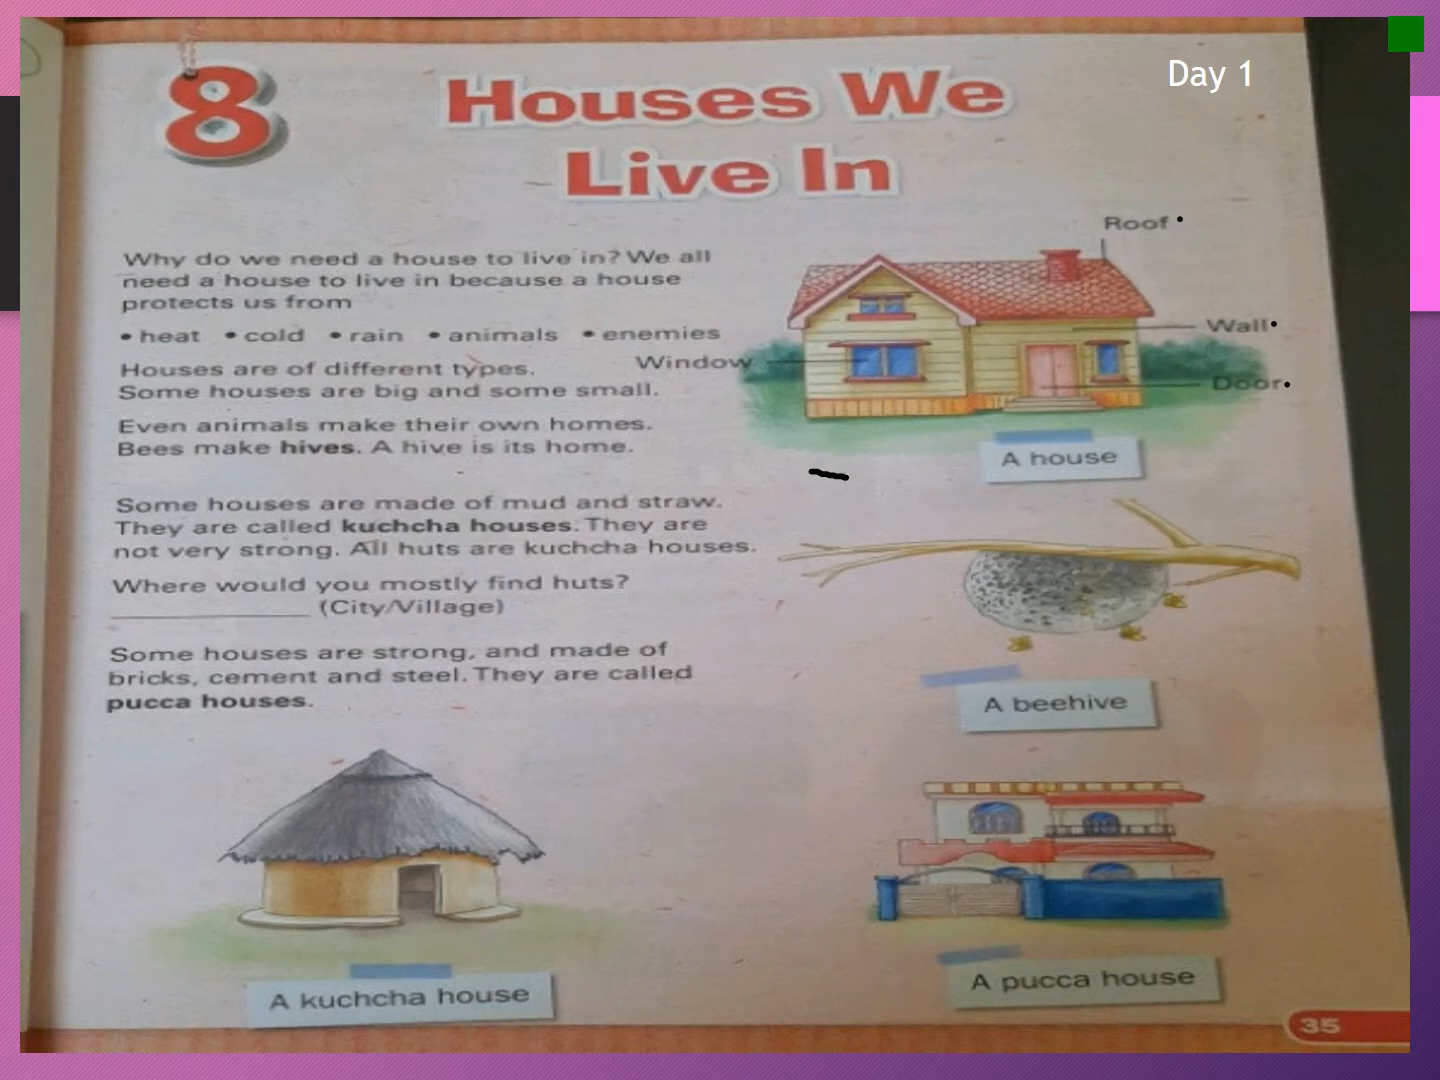 Day 1
8
Houses We
Live In
Why do we need a house to live in? We all
need a house to live in because a house
protects us from
• heat • cold • rain • animals • enemies
Houses are of different types.
Some houses are big and some small.
Even animals make their own homes.
Bees make hives. A hive is its home.
Some houses are made of mud and straw.
They are called kuchcha houses. They are
not very strong. All huts are kuchcha houses.
Where would you mostly find huts?
____________ (City/Village)
Some houses are strong, and made of
bricks, cement and steel. They are called
pucca houses.
Roof
Wall
Window
Door
A house
A beehive
A kuchcha house
A pucca house
35